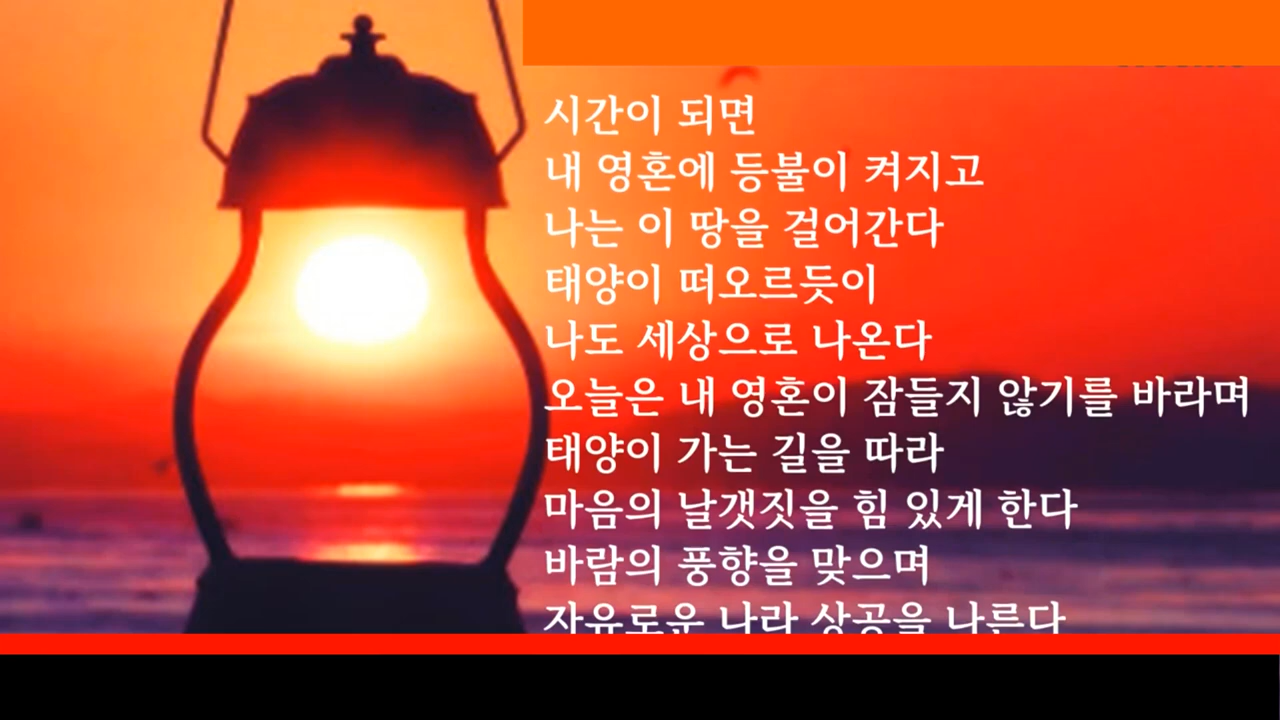 시간이 되면
내 영혼에 등불이 켜지고
나는 이 땅을 걸어간다
태양이 떠오르듯이
나도 세상으로 나온다
오늘은 내 영혼이 잠들지 않기를 바라며
태양이 가는 길을 따라
마음의 날갯짓을 힘 있게 한다
바람의 풍향을 맞으며
자유로운 나라 상공을 나른다